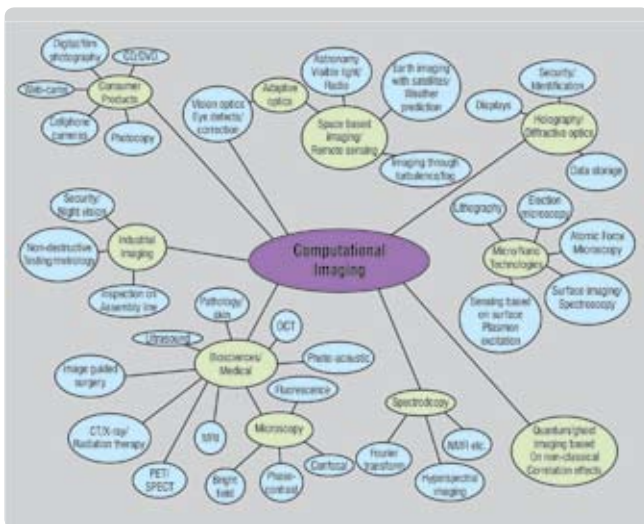 Digital/film
photography
CD/DVD
Web-cams
Consumer
Products
Cellphone
cameras
Photocopy
Vision optics
Eye defects/
correction
Adaptive
optics
Astronomy
Visible light/
Radio
Earth imaging
with satellites/
Weather
prediction
Space based
imaging/
Remote sensing
Imaging through
turbulence/fog
Security/
Identification
Displays
Holography/
Diffractive optics
Data storage
Security/
Night vision
Industrial
Imaging
Non-destructive
Testing/metrology
Inspection on
Assembly line
Computational
Imaging
Lithography
Electron
microscopy
Micro/Nano
Technologies
Atomic Force
Microscopy
Surface imaging/
Spectroscopy
Sensing based
on surface
Plasmon
excitation
Pathology/
skin
OCT
Ultrasound
Biosciences/
Medical
Photo-acoustic
Image guided
surgery
Fluorescence
CT/X-ray/
Radiation therapy
MRI
Microscopy
PET/
SPECT
Bright
field
Phase-
contrast
Confocal
Spectrodcopy
Fourier
transform
NMR etc.
Hyperspectral
imaging
Quantum/ghost
Imaging based
On non-classical
Correlation effects